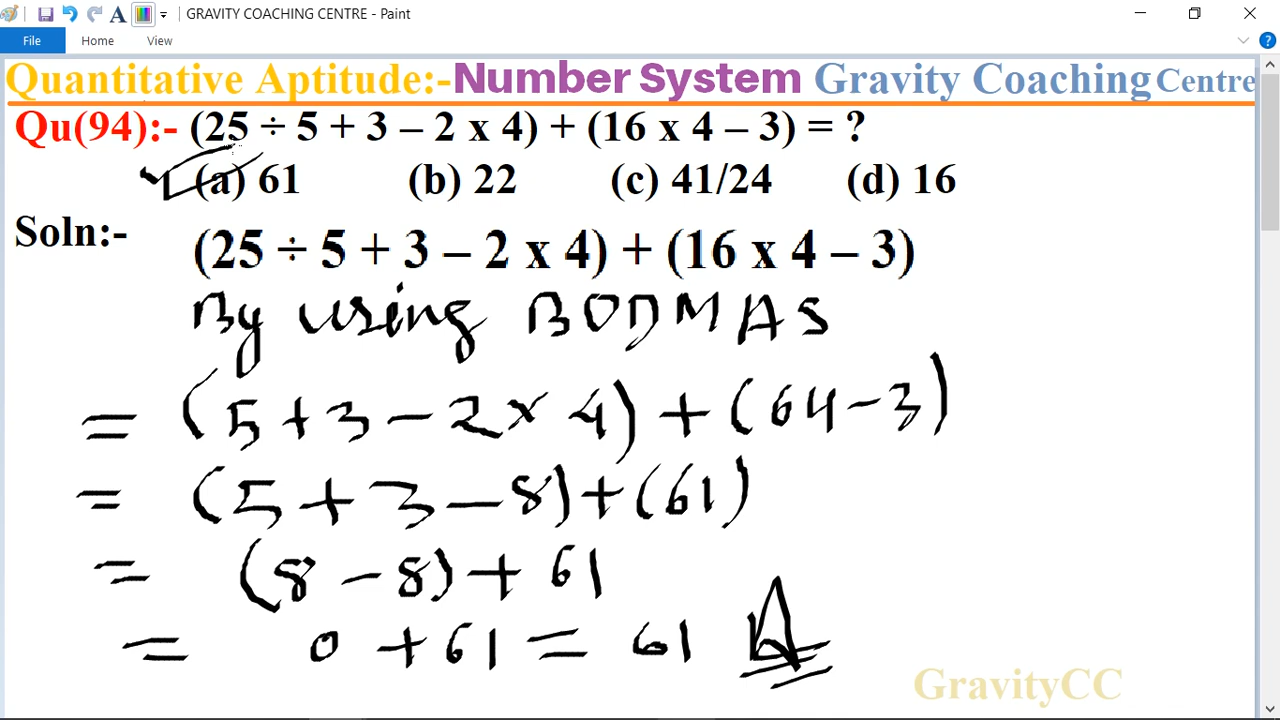 GRAVITY COACHING CENTRE - Paint
File Home View
Quantitative Aptitude:-Number System Gravity Coaching Centre
Qu(94):- (25 ÷ 5 + 3 – 2 x 4) + (16 x 4 – 3) = ?
(a) 61 (b) 22 (c) 41/24 (d) 16
Soln:- (25 ÷ 5 + 3 – 2 x 4) + (16 x 4 – 3)
By using BODMAS
= (5 + 3 – 2 x 4) + (64 – 3)
= (5 + 3 – 8) + (61)
= (8 – 8) + 61
= 0 + 61 = 61
GravityCC